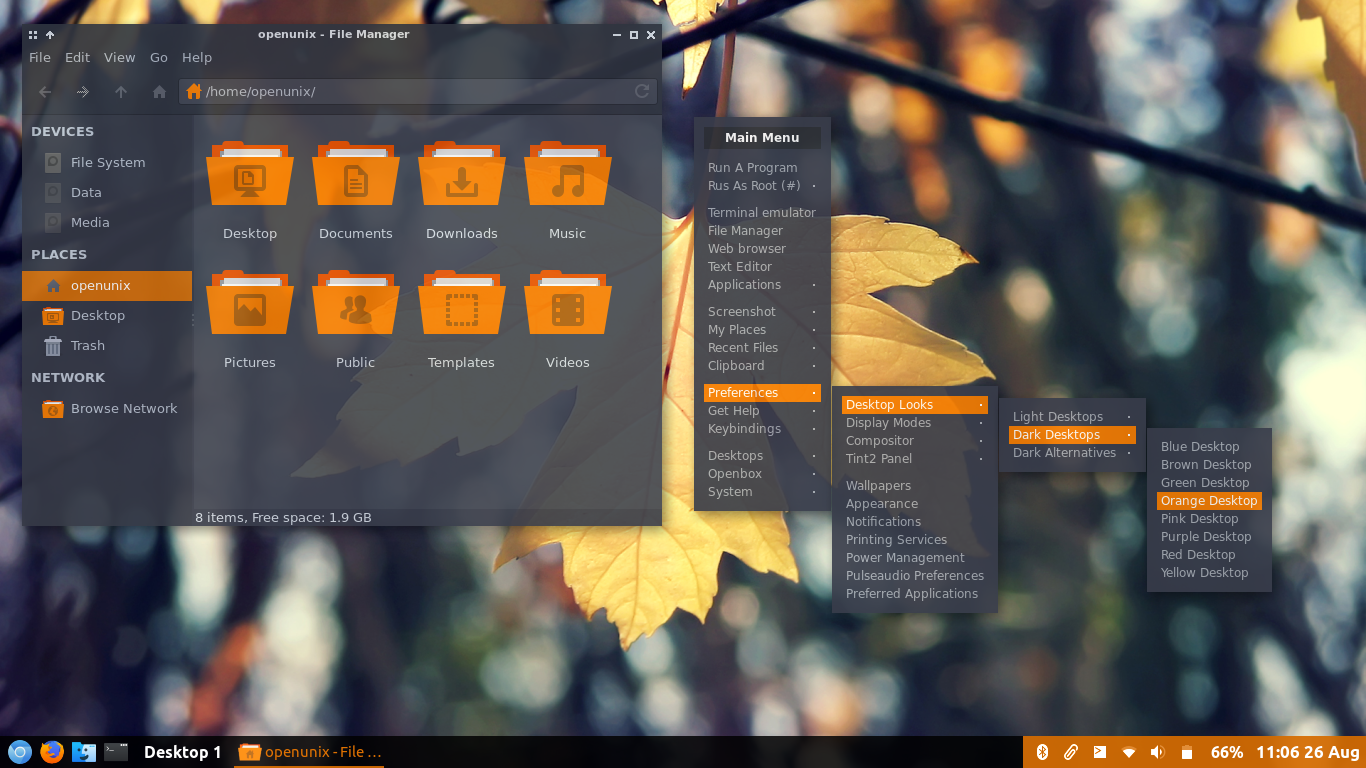 openunix - File Manager
File Edit View Go Help
/home/openunix/
DEVICES
File System
Data
Media
PLACES
openunix
Desktop
Trash
NETWORK
Browse Network
Desktop Documents Downloads Music
Pictures Public Templates Videos
8 items, Free space: 1.9 GB
Main Menu
Run A Program
Rus As Root (#)
Terminal emulator
File Manager
Web browser
Text Editor
Applications
Screenshot
My Places
Recent Files
Clipboard
Preferences
Get Help
Keybindings
Desktops
Openbox
System
Desktop Looks
Display Modes
Compositor
Tint2 Panel
Wallpapers
Appearance
Notifications
Printing Services
Power Management
Pulseaudio Preferences
Preferred Applications
Light Desktops
Dark Desktops
Dark Alternatives
Blue Desktop
Brown Desktop
Green Desktop
Orange Desktop
Pink Desktop
Purple Desktop
Red Desktop
Yellow Desktop
Desktop 1 openunix - File ... 66% 11:06 26 Aug